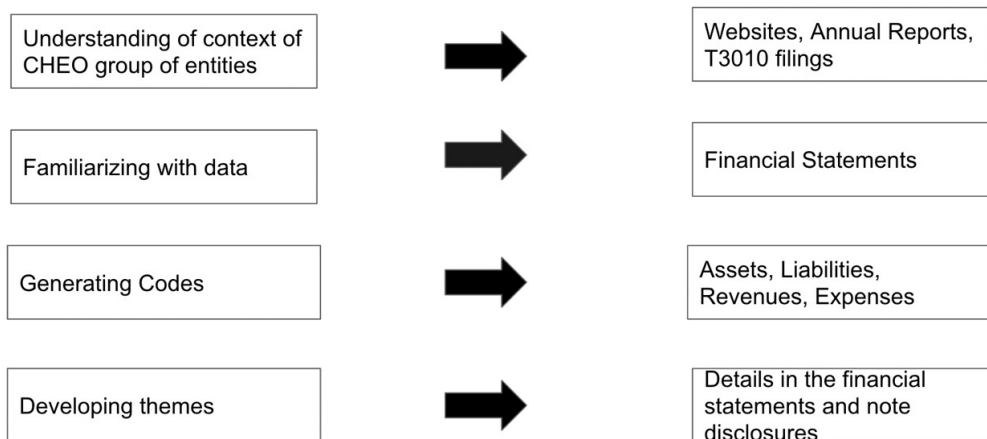 Understanding of context of
CHEO group of entities
Websites, Annual Reports,
T3010 filings
Familiarizing with data
Financial Statements
Generating Codes
Assets, Liabilities,
Revenues, Expenses
Developing themes
Details in the financial
statements and note
disclosures